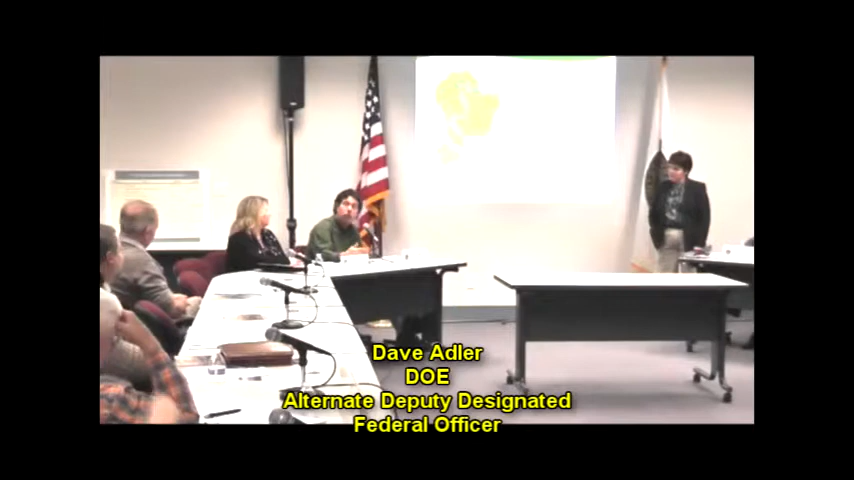 Dave Adler
DOE
Alternate Deputy Designated
Federal Officer